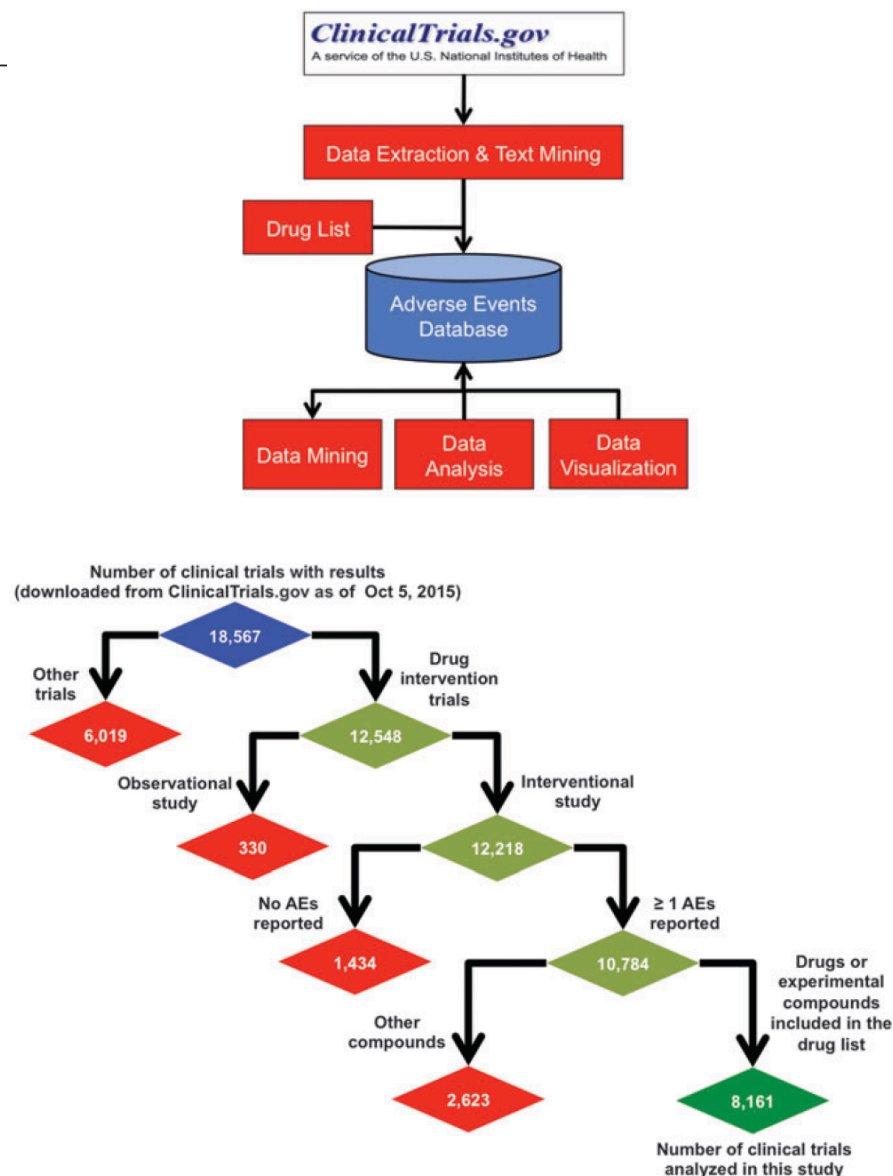 ClinicalTrials.gov
A service of the U.S. National Institutes of Health
Data Extraction & Text Mining
Drug List
Adverse Events
Database
Data Mining
Data
Analysis
Data
Visualization
Number of clinical trials with results
(downloaded from ClinicalTrials.gov as of Oct 5, 2015)
18,567
Other
trials
Drug
intervention
trials
6,019
12,548
Observational
study
Interventional
study
330
12,218
No AEs
reported
≥ 1 AEs
reported
1,434
10,784
Other
compounds
Drugs or
experimental
compounds
included in the
drug list
2,623
8,161
Number of clinical trials
analyzed in this study